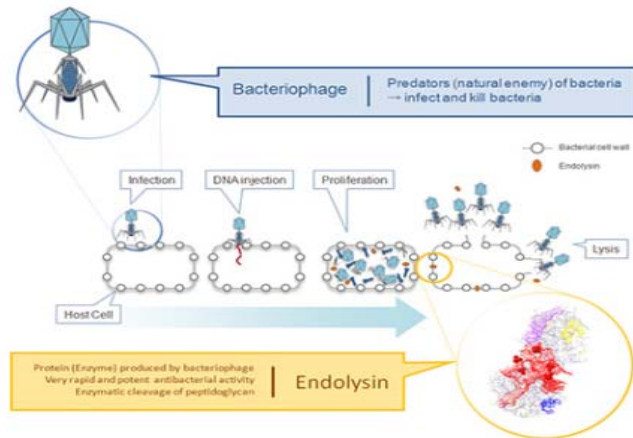 Bacteriophage
Predators (natural enemy) of bacteria
→ infect and kill bacteria
Bacterial cell wall
Endolysin
Infection
DNA injection
Proliferation
Lysis
Host Cell
Protein (Enzyme) produced by bacteriophage
Very rapid and potent antibacterial activity
Enzymatic cleavage of peptidoglycan
Endolysin